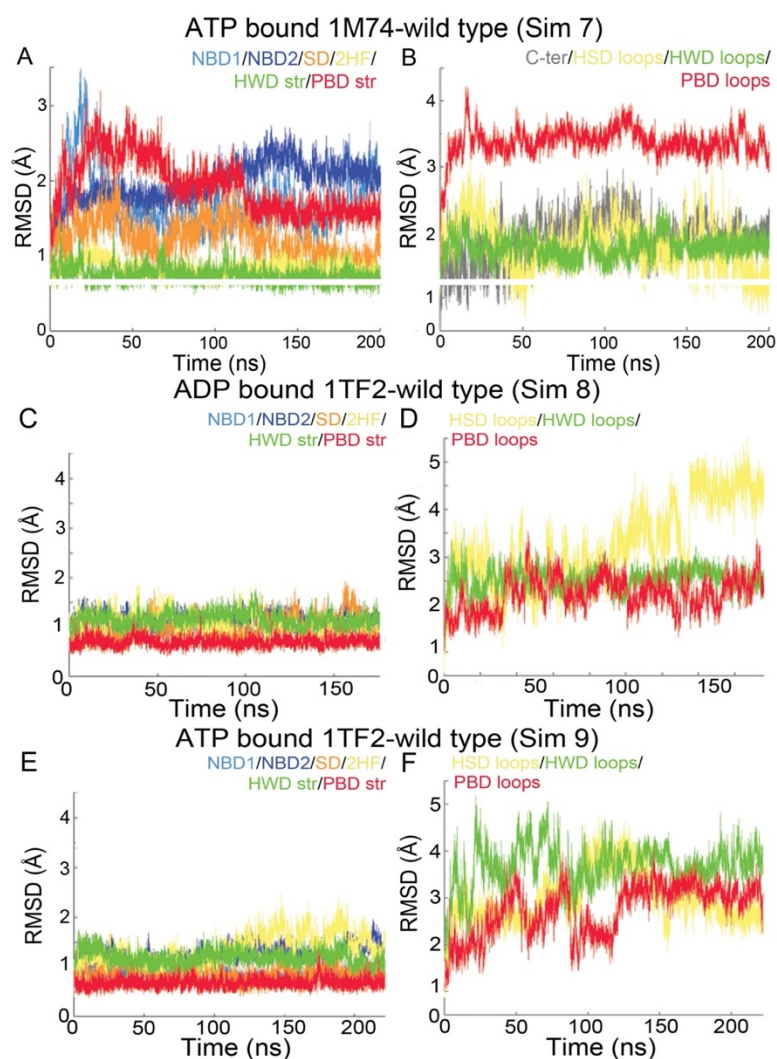 ATP bound 1M74-wild type (Sim 7)
A
NBD1/NBD2/SD/2HF/
HWD str/PBD str
RMSD (Å)
3
2
1
0
0 50 100 150 200
Time (ns)
B
C-ter/HSD loops/HWD loops/
PBD loops
RMSD (Å)
4
3
2
1
0
0 50 100 150 200
Time (ns)
ADP bound 1TF2-wild type (Sim 8)
C
NBD1/NBD2/SD/2HF/
HWD str/PBD str
RMSD (Å)
4
3
2
1
0
0 50 100 150
Time (ns)
D
HSD loops/HWD loops/
PBD loops
RMSD (Å)
5
4
3
2
1
0 50 100 150
Time (ns)
ATP bound 1TF2-wild type (Sim 9)
E
NBD1/NBD2/SD/2HF/
HWD str/PBD str
RMSD (Å)
4
3
2
1
0
0 50 100 150 200
Time (ns)
F
HSD loops/HWD loops/
PBD loops
RMSD (Å)
5
4
3
2
1
0 50 100 150 200
Time (ns)